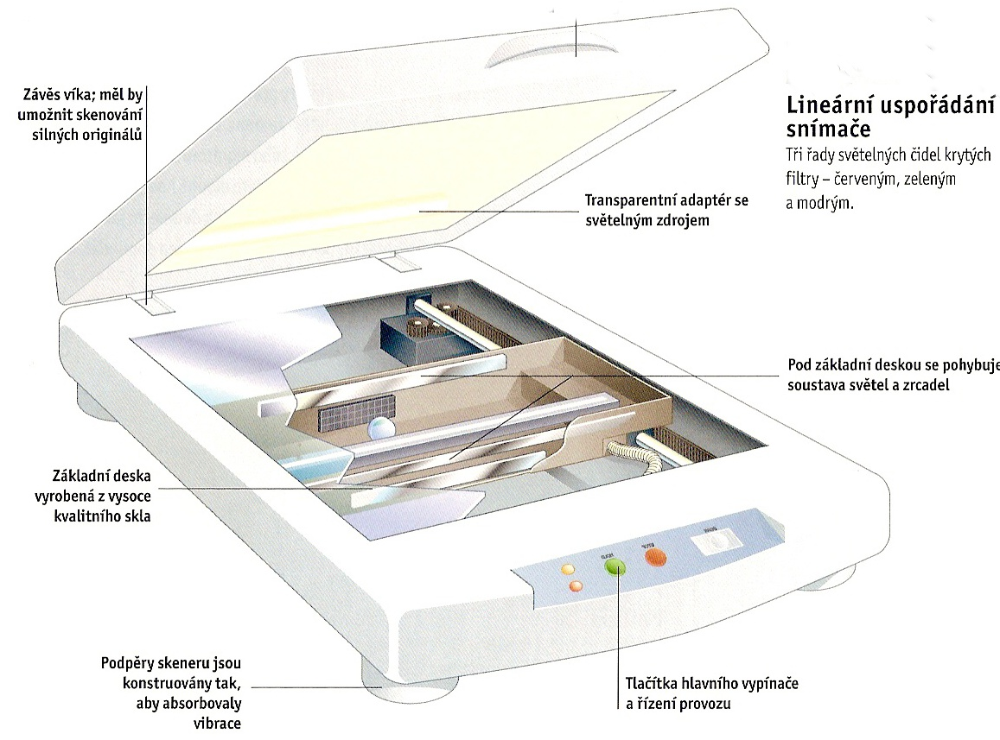 Závěs víka; měl by
umožnit skenování
silných originálů
Lineární uspořádání
snímače
Tři řady světelných čidel krytých
filtry – červeným, zeleným
a modrým.
Transparentní adaptér se
světelným zdrojem
Pod základní deskou se pohybuje
soustava světel a zrcadel
Základní deska
vyrobená z vysoce
kvalitního skla
Podpěry skeneru jsou
konstruovány tak,
aby absorbovaly
vibrace
Tlačítka hlavního vypínače
a řízení provozu